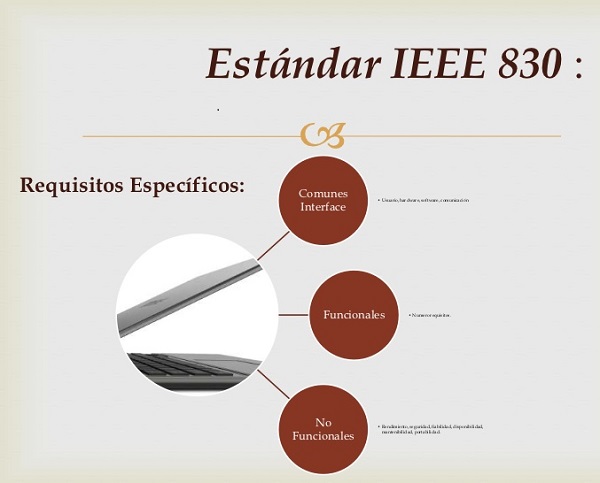 Estándar IEEE 830 :
.
Requisitos Específicos:
Comunes
Interface
• Usuario, hardware, software, comunicación
Funcionales
• Numero requisitos
No
Funcionales
• Rendimiento, seguridad, fiabilidad, disponibilidad,
mantenibilidad, portabilidad